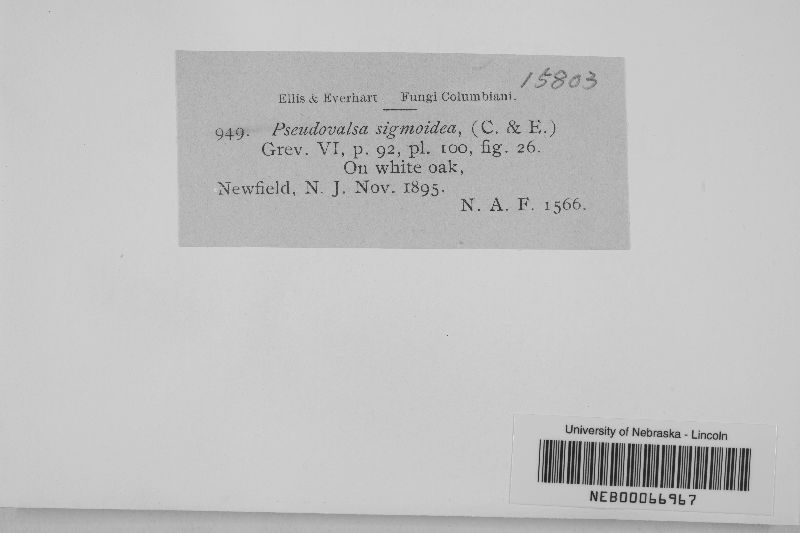 15803
Ellis & Everhart — Fungi Columbiani.
949. Pseudovalsa sigmoidea, (C. & E.)
Grev. VI, p. 92, pl. 100, fig. 26.
On white oak,
Newfield, N. J. Nov. 1895.
N. A. F. 1566.
University of Nebraska - Lincoln
NEB00066967